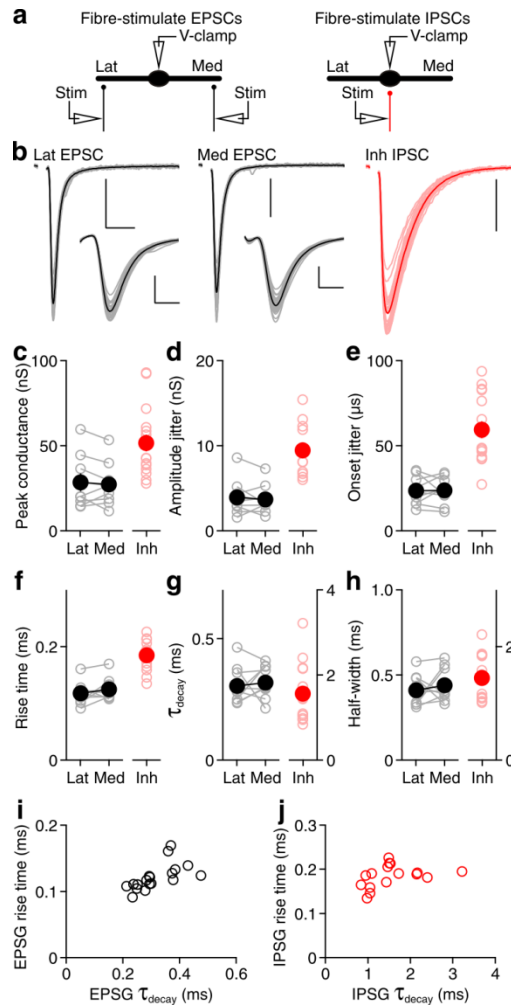 a
Fibre-stimulate EPSCs
Fibre-stimulate IPSCs
V-clamp
V-clamp
Lat
Med
Lat
Med
Stim
Stim
Stim
b
Lat EPSC
Med EPSC
Inh IPSC
c
d
e
Peak conductance (nS)
100
50
0
Lat Med
Inh
Amplitude jitter (nS)
20
10
0
Lat Med
Inh
Onset jitter (µs)
100
50
0
Lat Med
Inh
f
g
h
Rise time (ms)
0.2
0
Lat Med
Inh
τdecay (ms)
0.5
0
4
2
0
Lat Med
Inh
Half-width (ms)
1.0
0.5
0
2
0
Lat Med
Inh
i
j
EPSG rise time (ms)
0.2
0.1
0
0
0.2
0.4
0.6
EPSG τdecay (ms)
IPSG rise time (ms)
0.3
0.2
0.1
0
0
1
2
3
4
IPSG τdecay (ms)